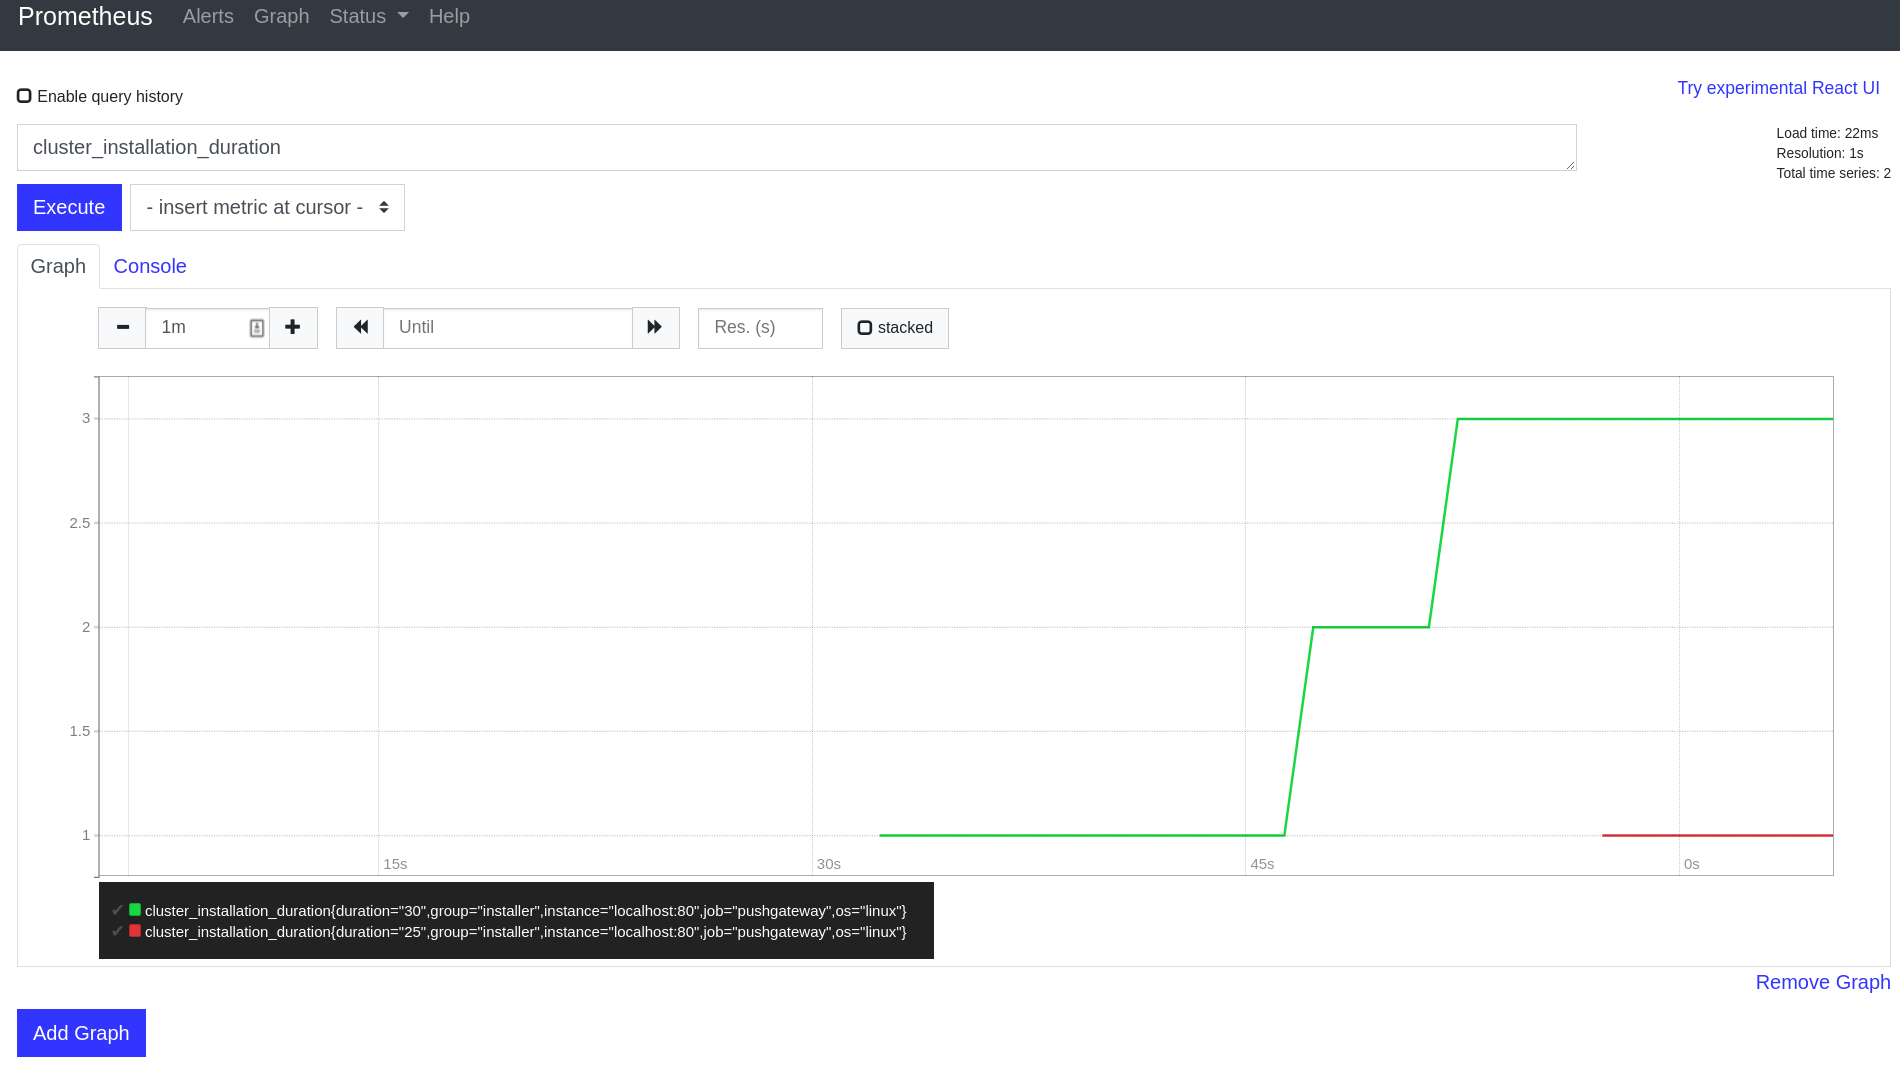 Prometheus Alerts Graph Status Help
Enable query history
Try experimental React UI
cluster_installation_duration
Load time: 22ms
Resolution: 1s
Total time series: 2
Execute
- insert metric at cursor -
Graph Console
1m
Until
Res. (s)
stacked
3
2.5
2
1.5
1
15s 30s 45s 0s
cluster_installation_duration{duration="30",group="installer",instance="localhost:80",job="pushgateway",os="linux"}
cluster_installation_duration{duration="25",group="installer",instance="localhost:80",job="pushgateway",os="linux"}
Remove Graph
Add Graph